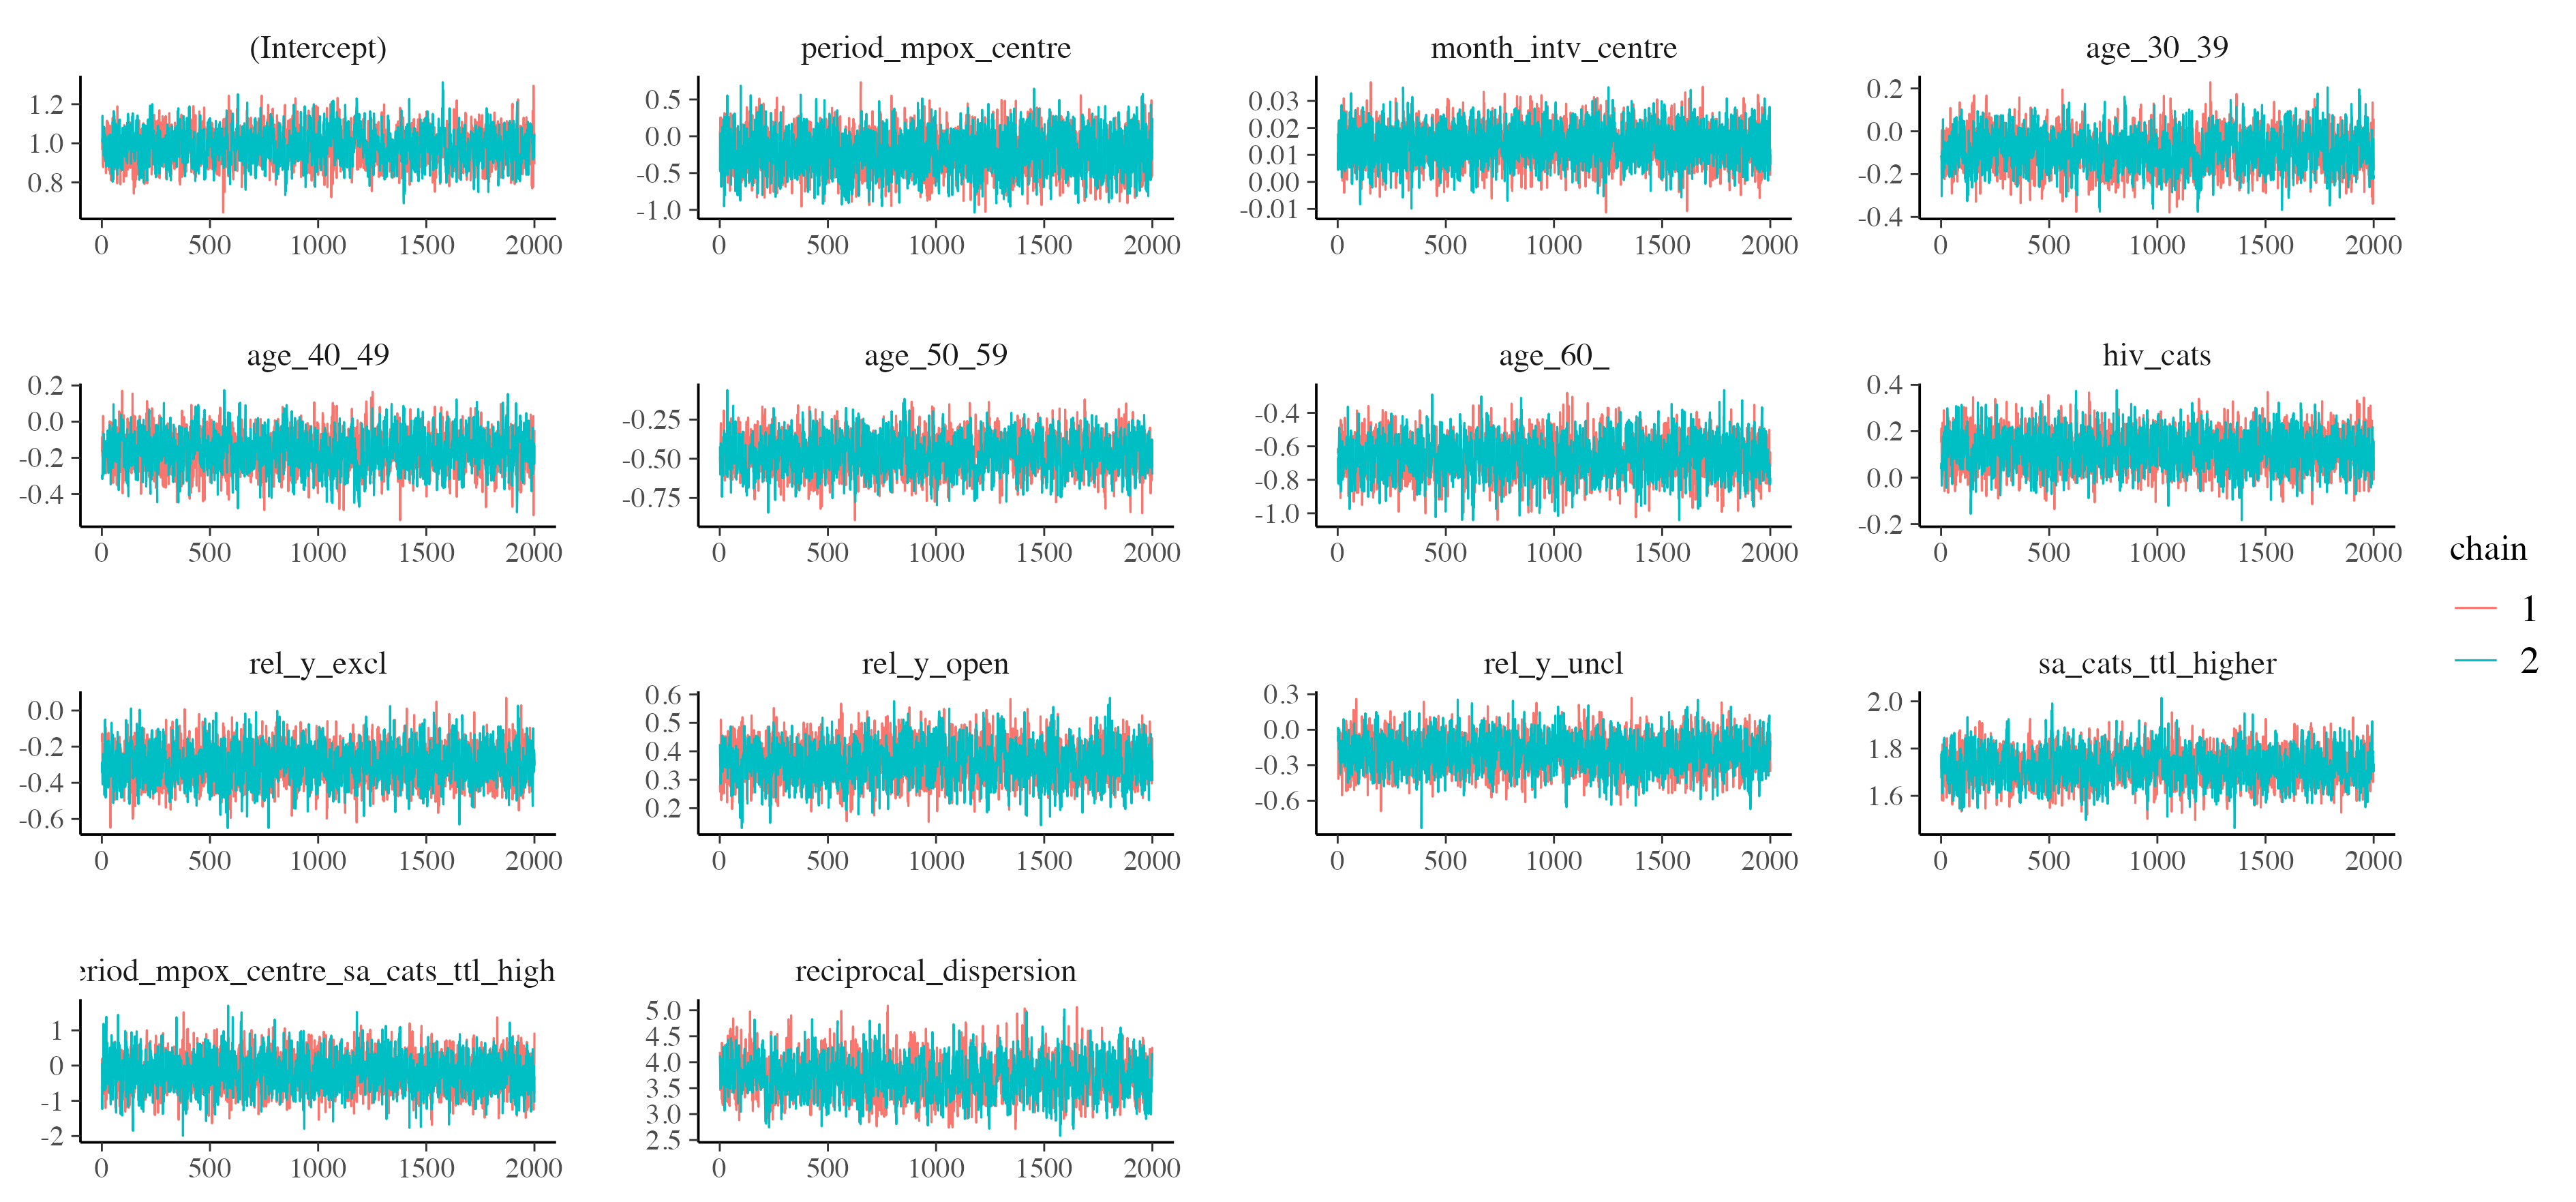 (Intercept) period_mpox_centre month_intv_centre age_30_39
1.2 1.0 0.8
0.5 0.0 -0.5 -1.0
0.03 0.02 0.01 0.00 -0.01
0.2 0.0 -0.2 -0.4
0 500 1000 1500 2000 0 500 1000 1500 2000 0 500 1000 1500 2000 0 500 1000 1500 2000
age_40_49 age_50_59 age_60_ hiv_cats
0.2 0.0 -0.2 -0.4
-0.25 -0.50 -0.75
-0.4 -0.6 -0.8 -1.0
0.4 0.2 0.0 -0.2
0 500 1000 1500 2000 0 500 1000 1500 2000 0 500 1000 1500 2000 0 500 1000 1500 2000
chain
1
2
rel_y_excl rel_y_open rel_y_uncl sa_cats_ttl_higher
0.0 -0.2 -0.4 -0.6
0.6 0.5 0.4 0.3 0.2
0.3 0.0 -0.3 -0.6
2.0 1.8 1.6
0 500 1000 1500 2000 0 500 1000 1500 2000 0 500 1000 1500 2000 0 500 1000 1500 2000
eriod_mpox_centre_sa_cats_ttl_high reciprocal_dispersion
1 0 -1 -2
5.0 4.5 4.0 3.5 3.0 2.5
0 500 1000 1500 2000 0 500 1000 1500 2000